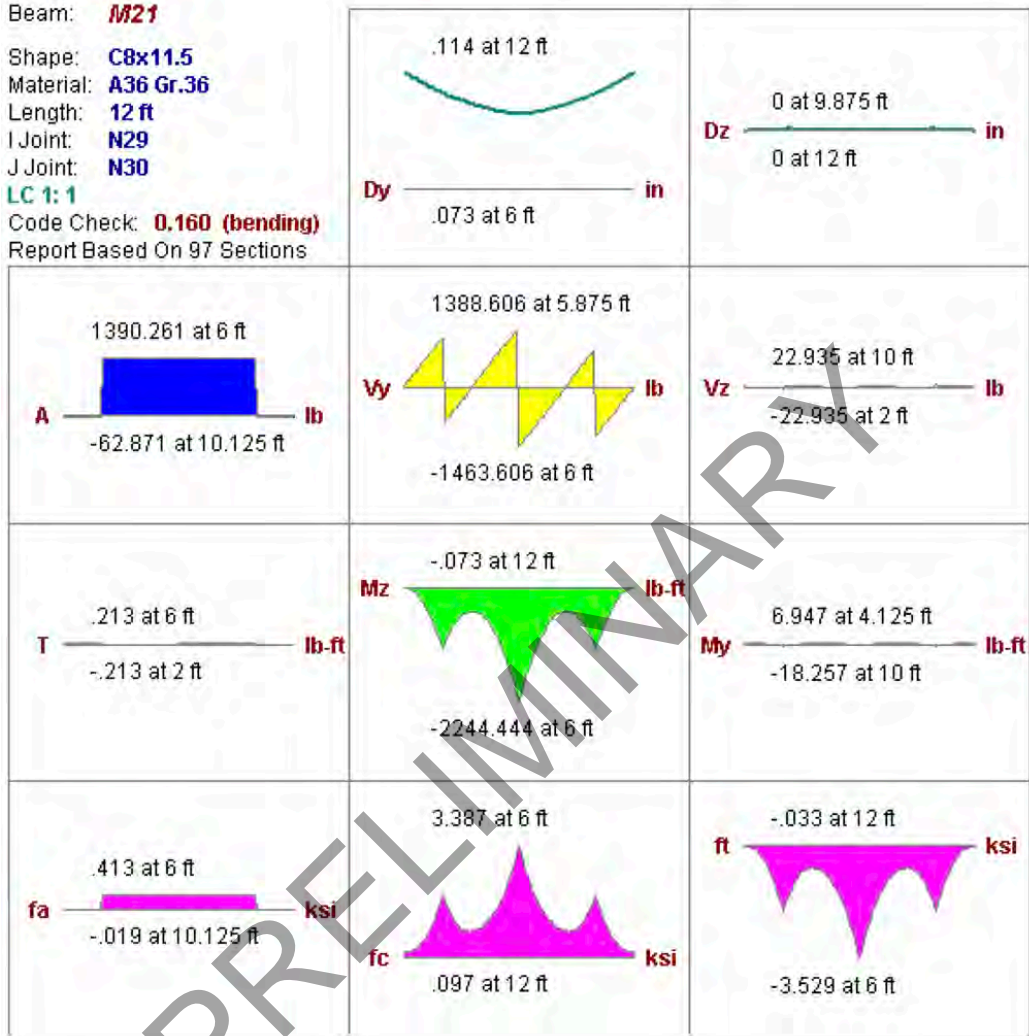 Beam: M21
Shape: C8x11.5
Material: A36 Gr.36
Length: 12 ft
I Joint: N29
J Joint: N30
LC 1: 1
Code Check: 0.160 (bending)
Report Based On 97 Sections
.114 at 12 ft
Dy in
.073 at 6 ft
0 at 9.875 ft
Dz in
0 at 12 ft
1390.261 at 6 ft
A lb
-62.871 at 10.125 ft
1388.606 at 5.875 ft
Vy lb
-1463.606 at 6 ft
22.935 at 10 ft
Vz lb
-22.935 at 2 ft
.213 at 6 ft
T lb-ft
-.213 at 2 ft
-.073 at 12 ft
Mz lb-ft
-2244.444 at 6 ft
6.947 at 4.125 ft
My lb-ft
-18.257 at 10 ft
.413 at 6 ft
fa ksi
-.019 at 10.125 ft
3.387 at 6 ft
fc ksi
.097 at 12 ft
-.033 at 12 ft
ft ksi
-3.529 at 6 ft
PRELIMINARY